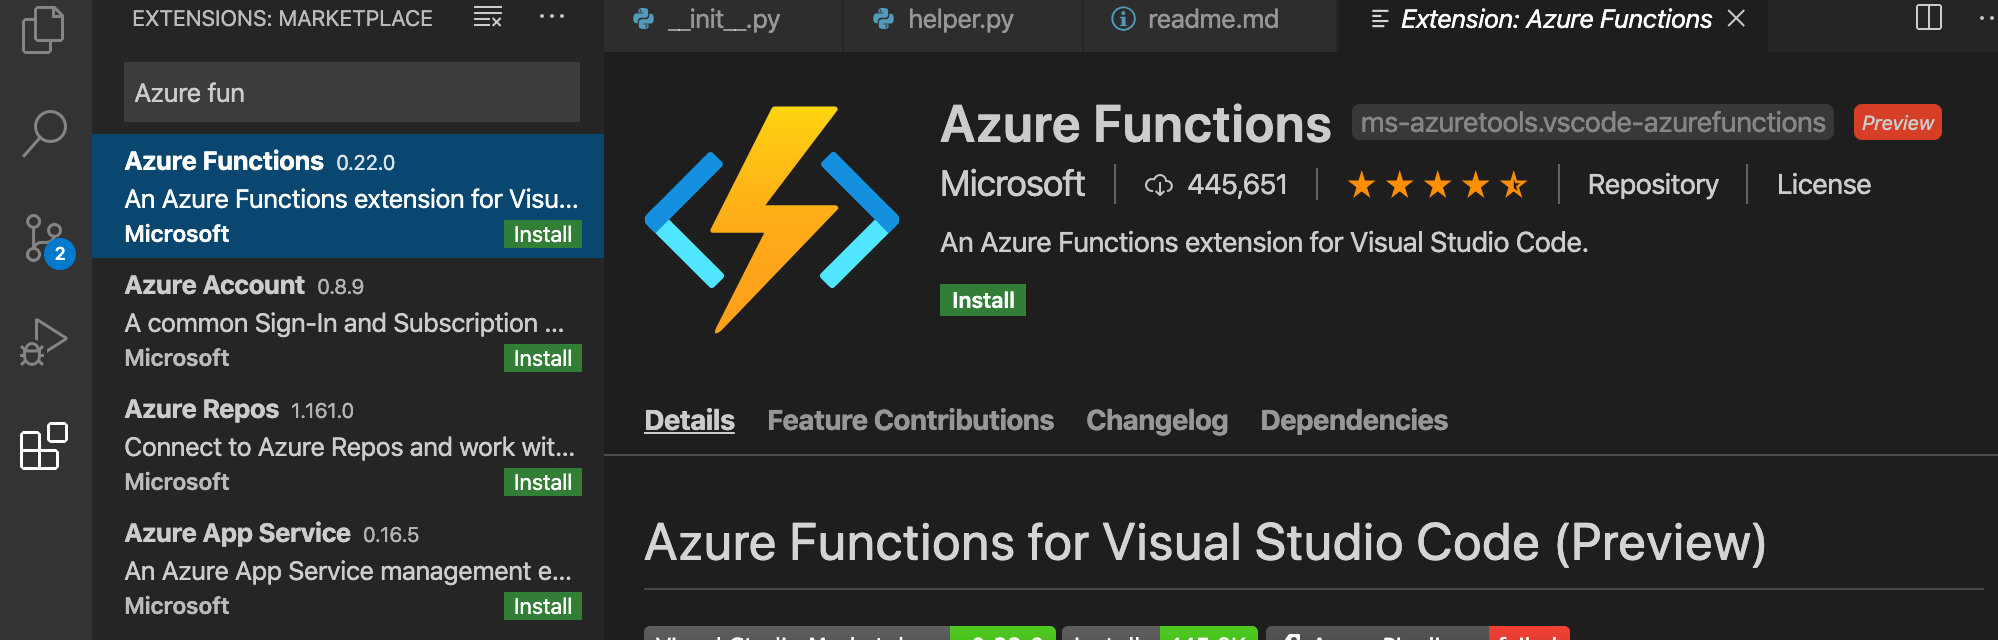 EXTENSIONS: MARKETPLACE
Azure fun
Azure Functions 0.22.0
An Azure Functions extension for Visu...
Microsoft Install
Azure Account 0.8.9
A common Sign-In and Subscription ...
Microsoft Install
Azure Repos 1.161.0
Connect to Azure Repos and work wit...
Microsoft Install
Azure App Service 0.16.5
An Azure App Service management e...
Microsoft Install
2
__init__.py helper.py readme.md Extension: Azure Functions
Azure Functions ms-azuretools.vscode-azurefunctions Preview
Microsoft 445,651 Repository License
An Azure Functions extension for Visual Studio Code.
Install
Details Feature Contributions Changelog Dependencies
Azure Functions for Visual Studio Code (Preview)